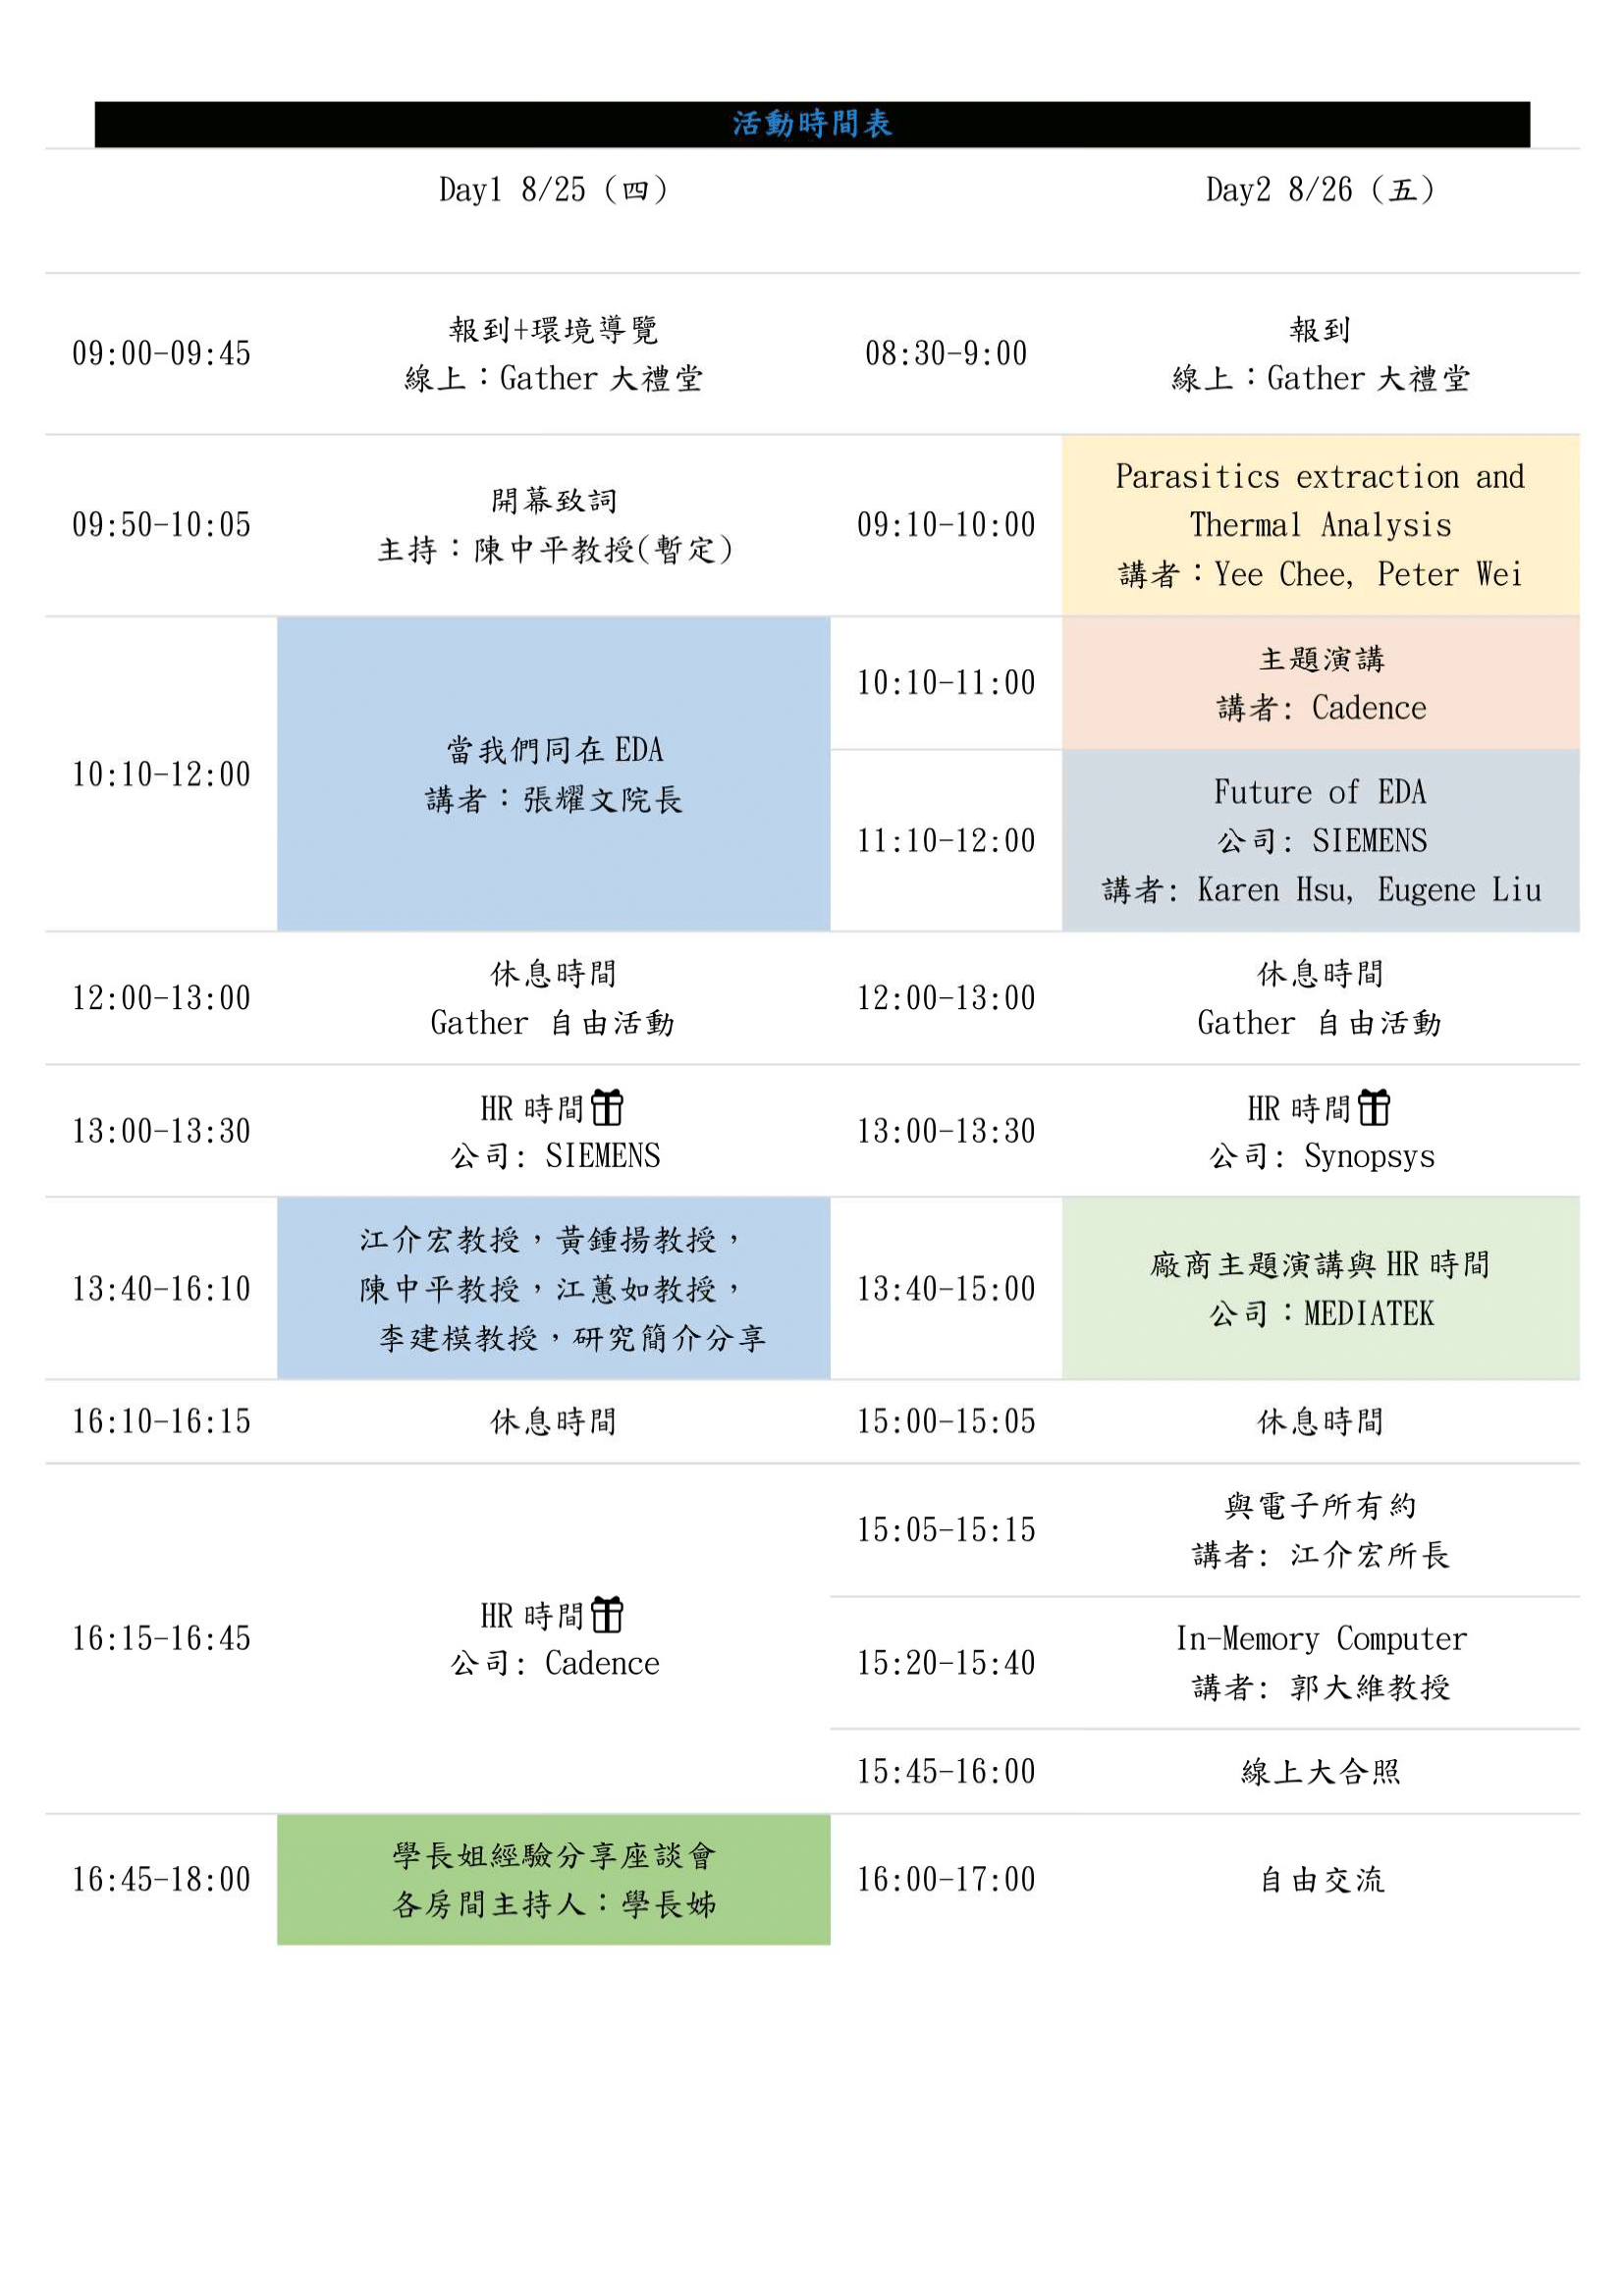 活動時間表
Day1 8/25 (四)
Day2 8/26 (五)
09:00-09:45
報到+環境導覽
線上：Gather 大禮堂
08:30-9:00
報到
線上：Gather 大禮堂
09:50-10:05
開幕致詞
主持：陳中平教授(暫定)
09:10-10:00
Parasitics extraction and
Thermal Analysis
講者：Yee Chee, Peter Wei
10:10-12:00
當我們同在 EDA
講者：張耀文院長
10:10-11:00
主題演講
講者: Cadence
11:10-12:00
Future of EDA
公司: SIEMENS
講者: Karen Hsu, Eugene Liu
12:00-13:00
休息時間
Gather 自由活動
12:00-13:00
休息時間
Gather 自由活動
13:00-13:30
HR 時間
公司: SIEMENS
13:00-13:30
HR 時間
公司: Synopsys
13:40-16:10
江介宏教授，黃鍾揚教授，
陳中平教授，江蕙如教授，
李建模教授，研究簡介分享
13:40-15:00
廠商主題演講與 HR 時間
公司：MEDIATEK
16:10-16:15
休息時間
15:00-15:05
休息時間
16:15-16:45
HR 時間
公司: Cadence
15:05-15:15
與電子所有約
講者: 江介宏所長
15:20-15:40
In-Memory Computer
講者: 郭大維教授
15:45-16:00
線上大合照
16:45-18:00
學長姐經驗分享座談會
各房間主持人：學長姊
16:00-17:00
自由交流